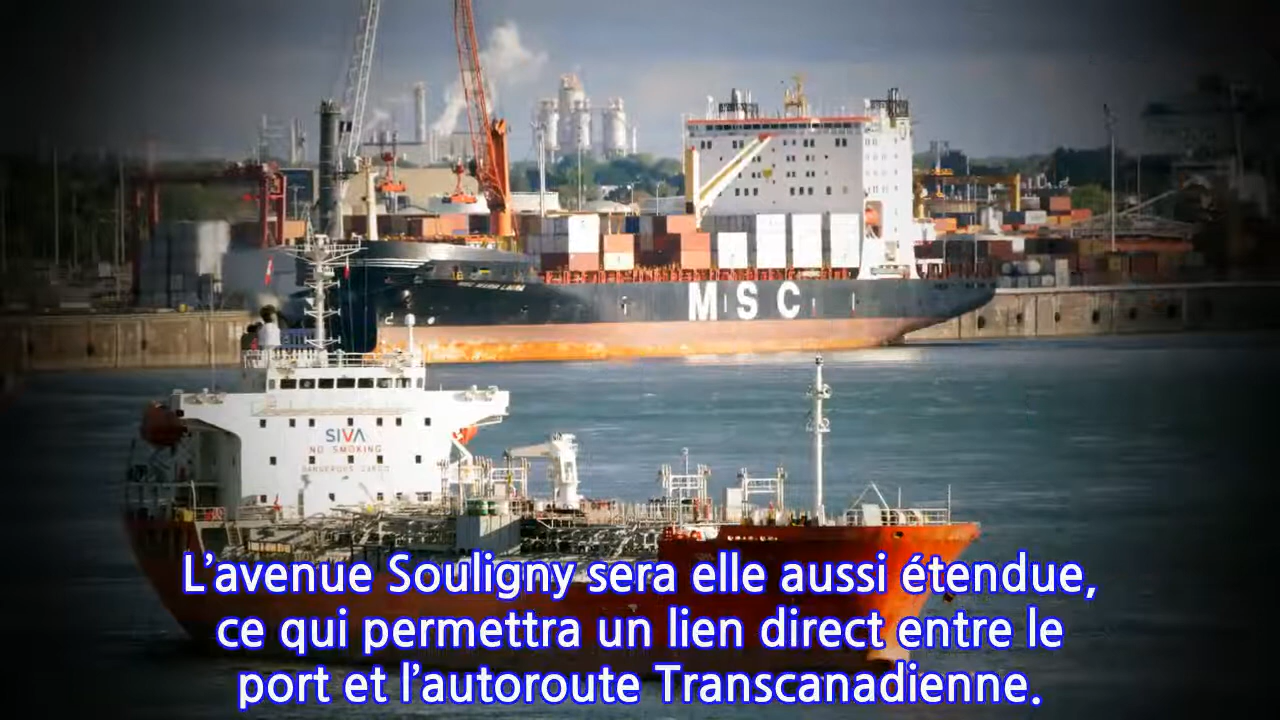 MSC
SIVA
NO SMOKING
DANGEROUS CARGO
L'avenue Souligny sera elle aussi étendue,
ce qui permettra un lien direct entre le
port et l'autoroute Transcanadienne.